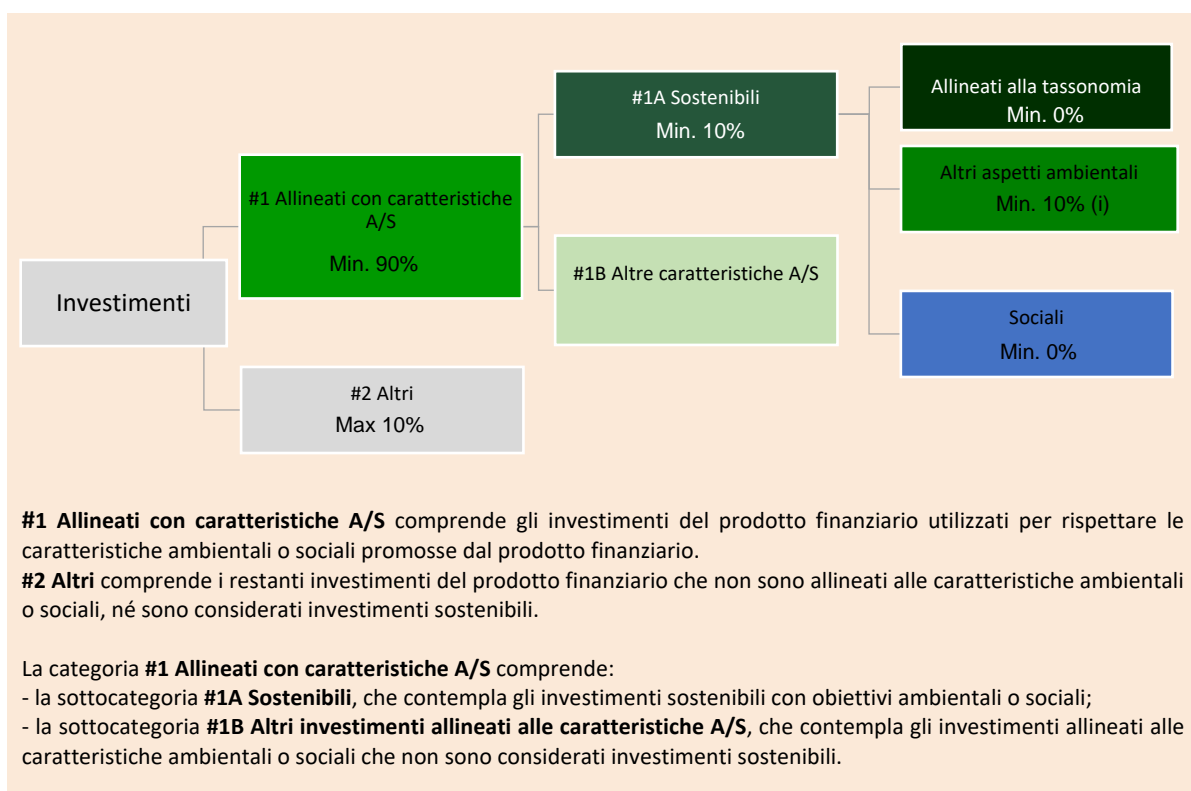 Investimenti
#1 Allineati con caratteristiche
A/S
Min. 90%
#2 Altri
Max 10%
#1A Sostenibili
Min. 10%
#1B Altre caratteristiche A/S
Allineati alla tassonomia
Min. 0%
Altri aspetti ambientali
Min. 10% (i)
Sociali
Min. 0%
#1 Allineati con caratteristiche A/S comprende gli investimenti del prodotto finanziario utilizzati per rispettare le
caratteristiche ambientali o sociali promosse dal prodotto finanziario.
#2 Altri comprende i restanti investimenti del prodotto finanziario che non sono allineati alle caratteristiche ambientali
o sociali, né sono considerati investimenti sostenibili.
La categoria #1 Allineati con caratteristiche A/S comprende:
- la sottocategoria #1A Sostenibili, che contempla gli investimenti sostenibili con obiettivi ambientali o sociali;
- la sottocategoria #1B Altri investimenti allineati alle caratteristiche A/S, che contempla gli investimenti allineati alle
caratteristiche ambientali o sociali che non sono considerati investimenti sostenibili.